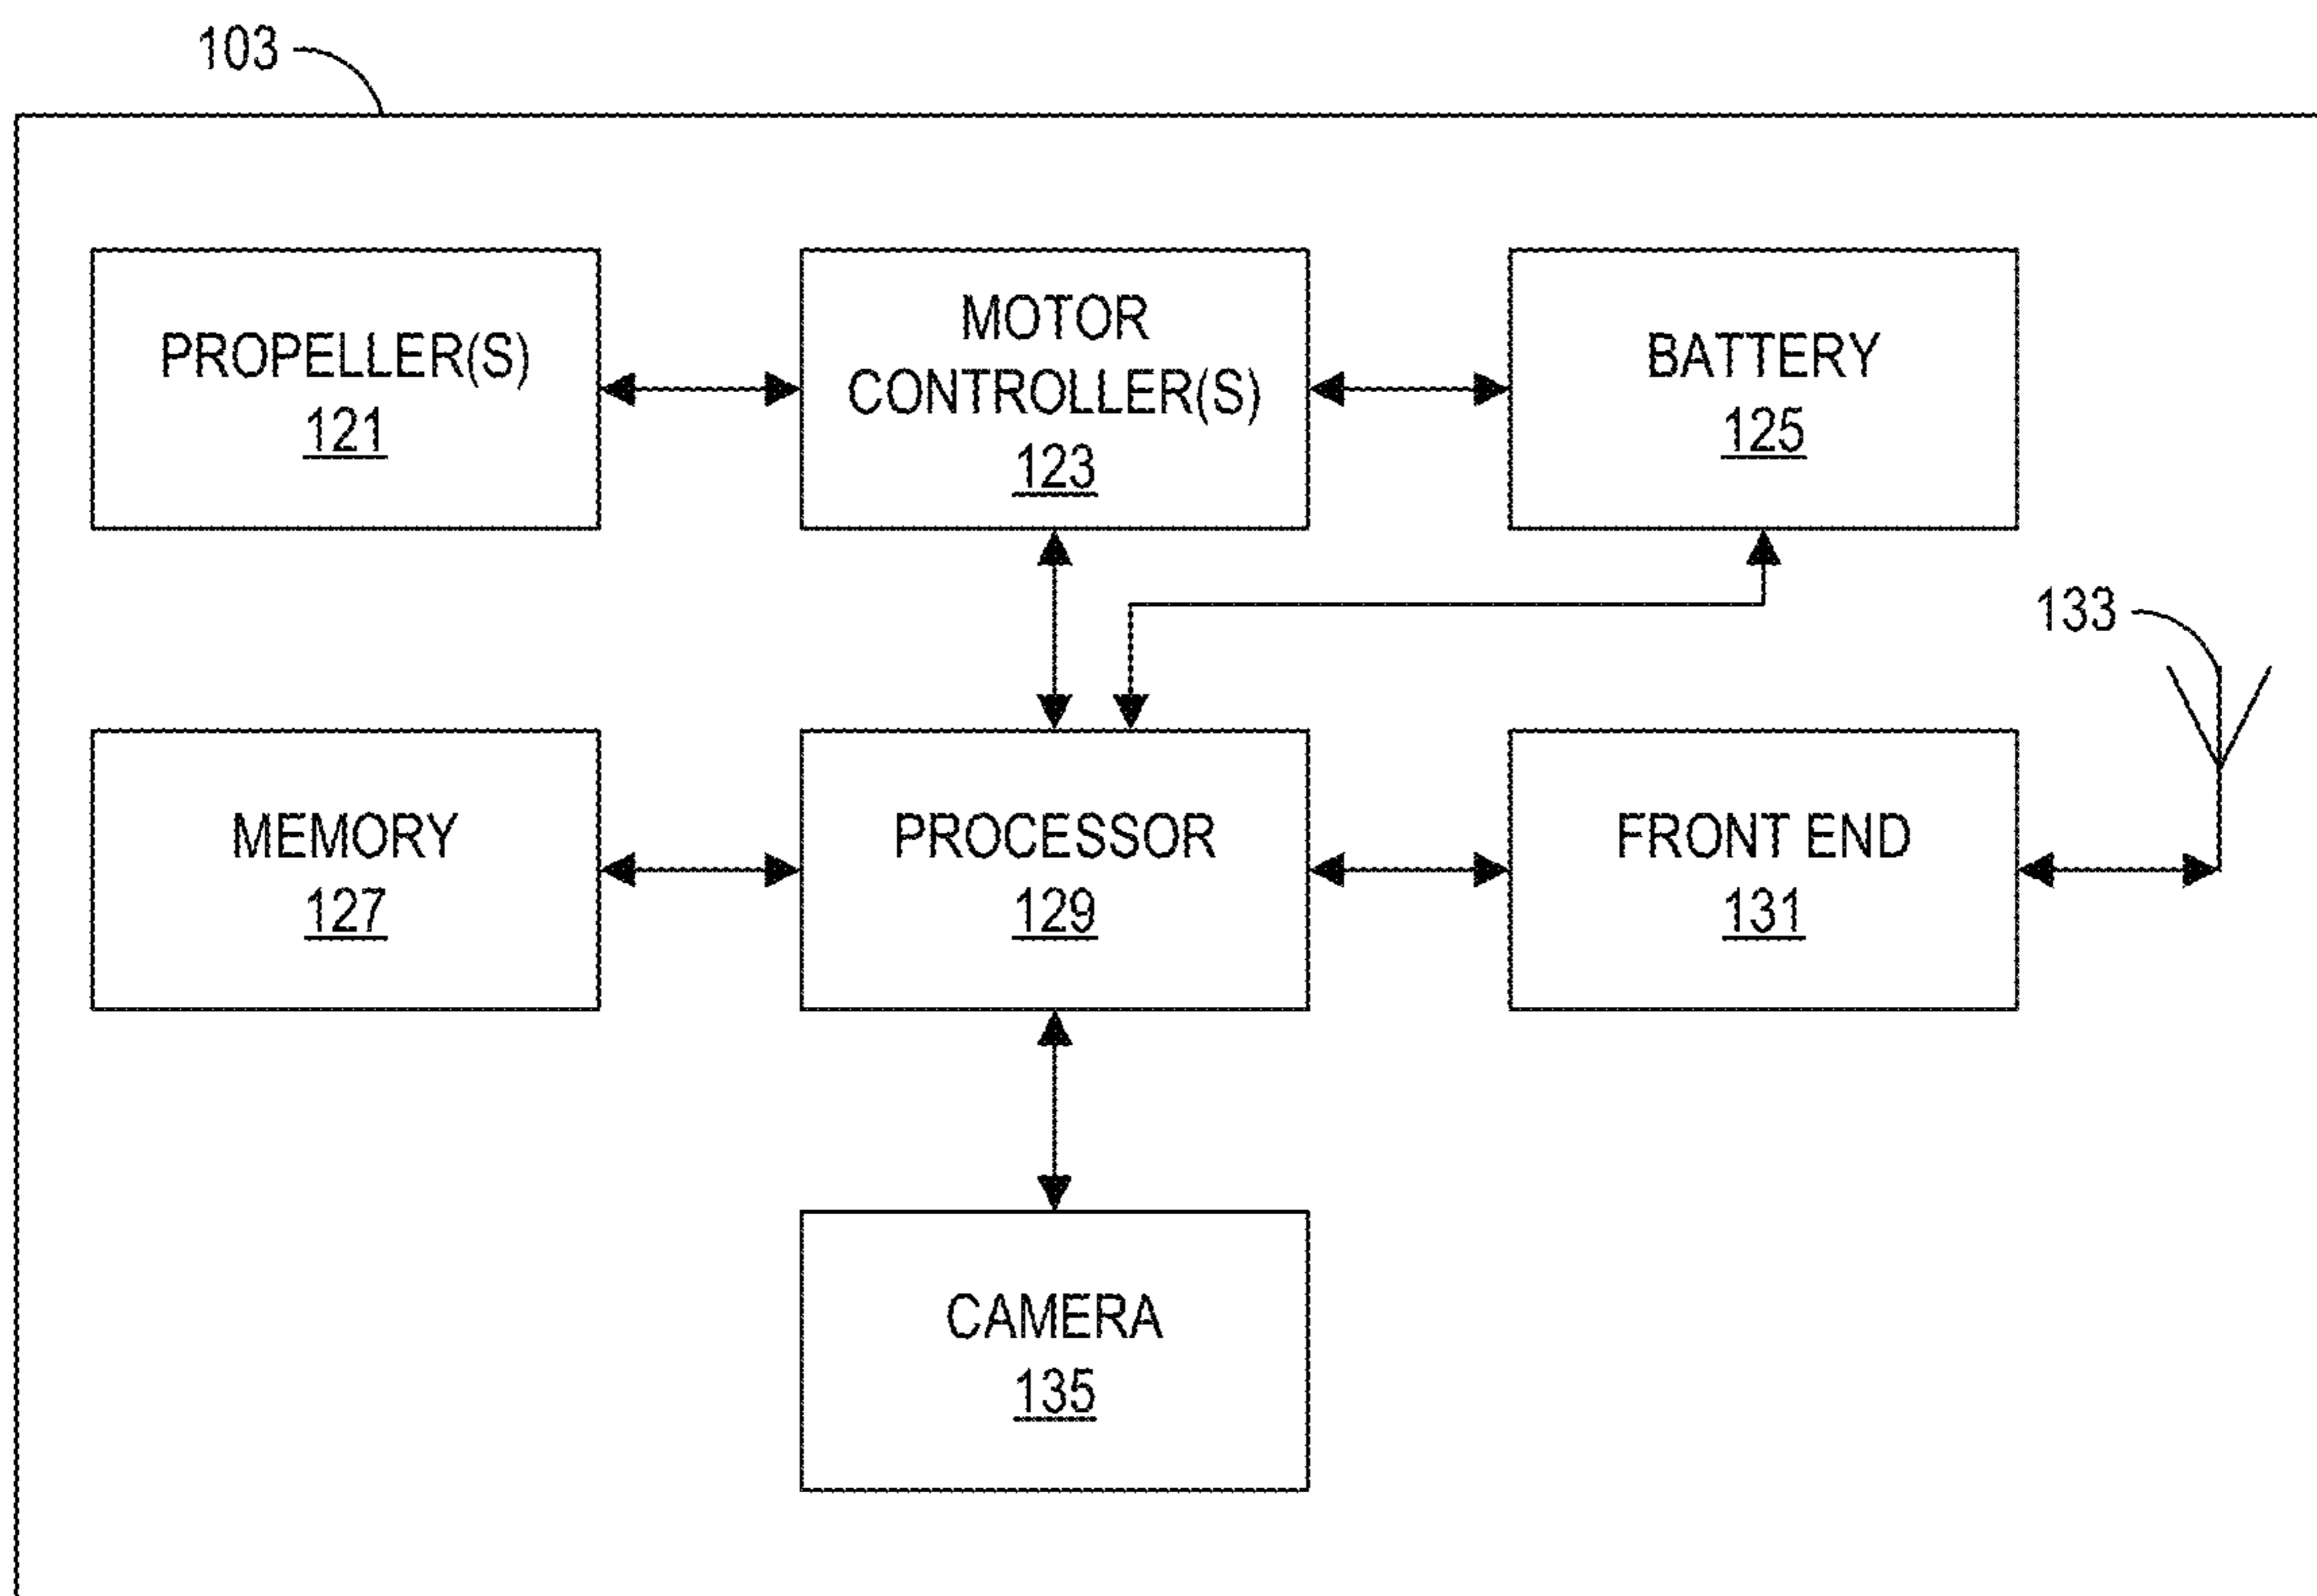 103
PROPELLER(S)
121
MOTOR
CONTROLLER(S)
123
BATTERY
125
133
MEMORY
127
PROCESSOR
129
FRONT END
131
CAMERA
135